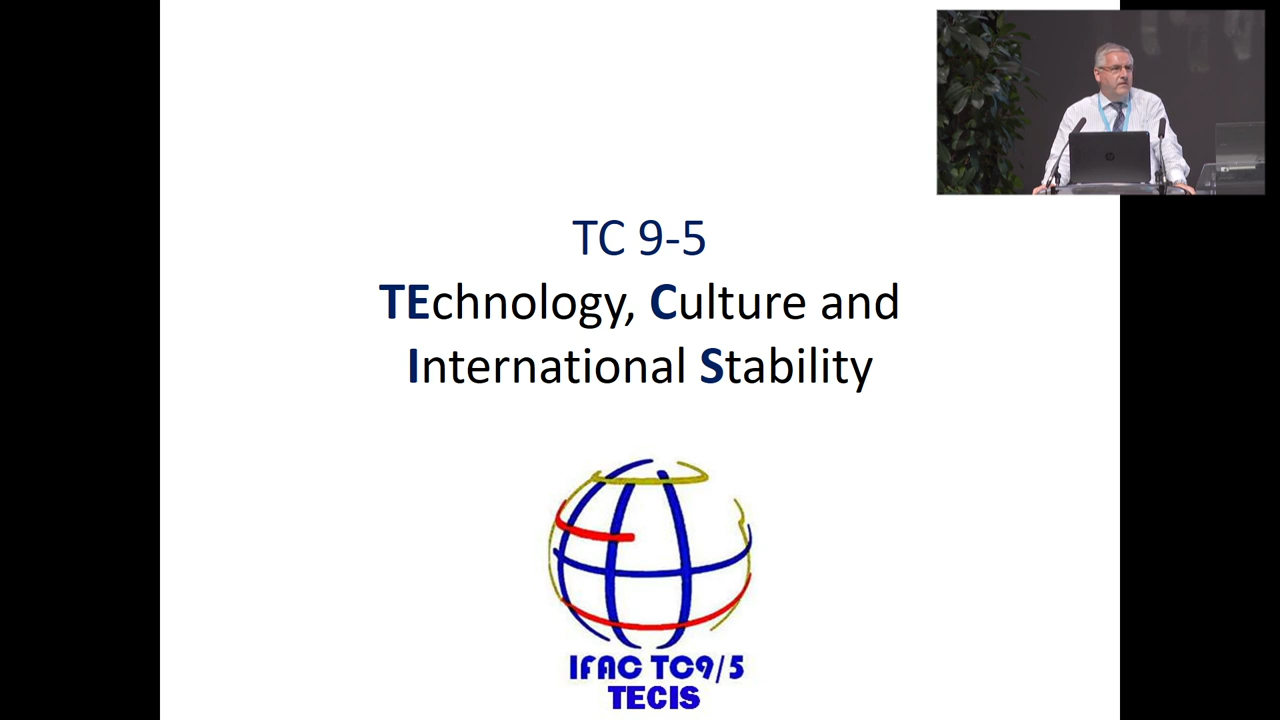 TC 9-5
TEchnology, Culture and
International Stability
IFAC TC9/5
TECIS